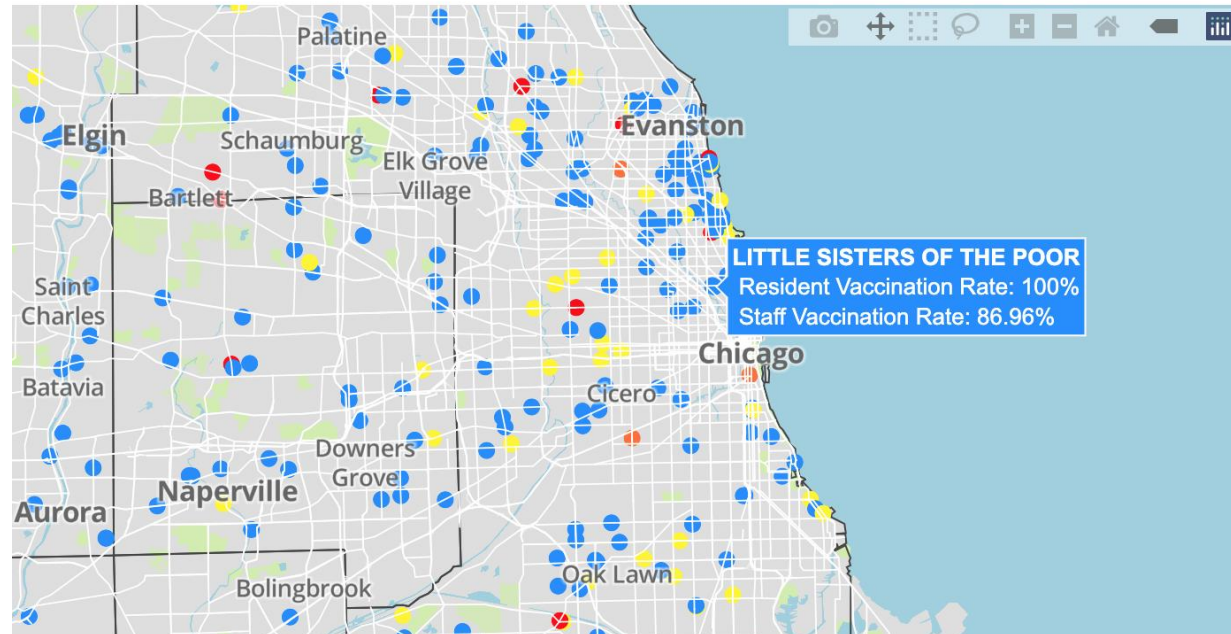 Palatine
Evanston
Elgin
Schaumburg
Elk Grove
Village
Bartlett
LITTLE SISTERS OF THE POOR
Resident Vaccination Rate: 100%
Staff Vaccination Rate: 86.96%
Saint
Charles
Chicago
Batavia
Cicero
Downers
Grove
Naperville
Aurora
Oak Lawn
Bolingbrook